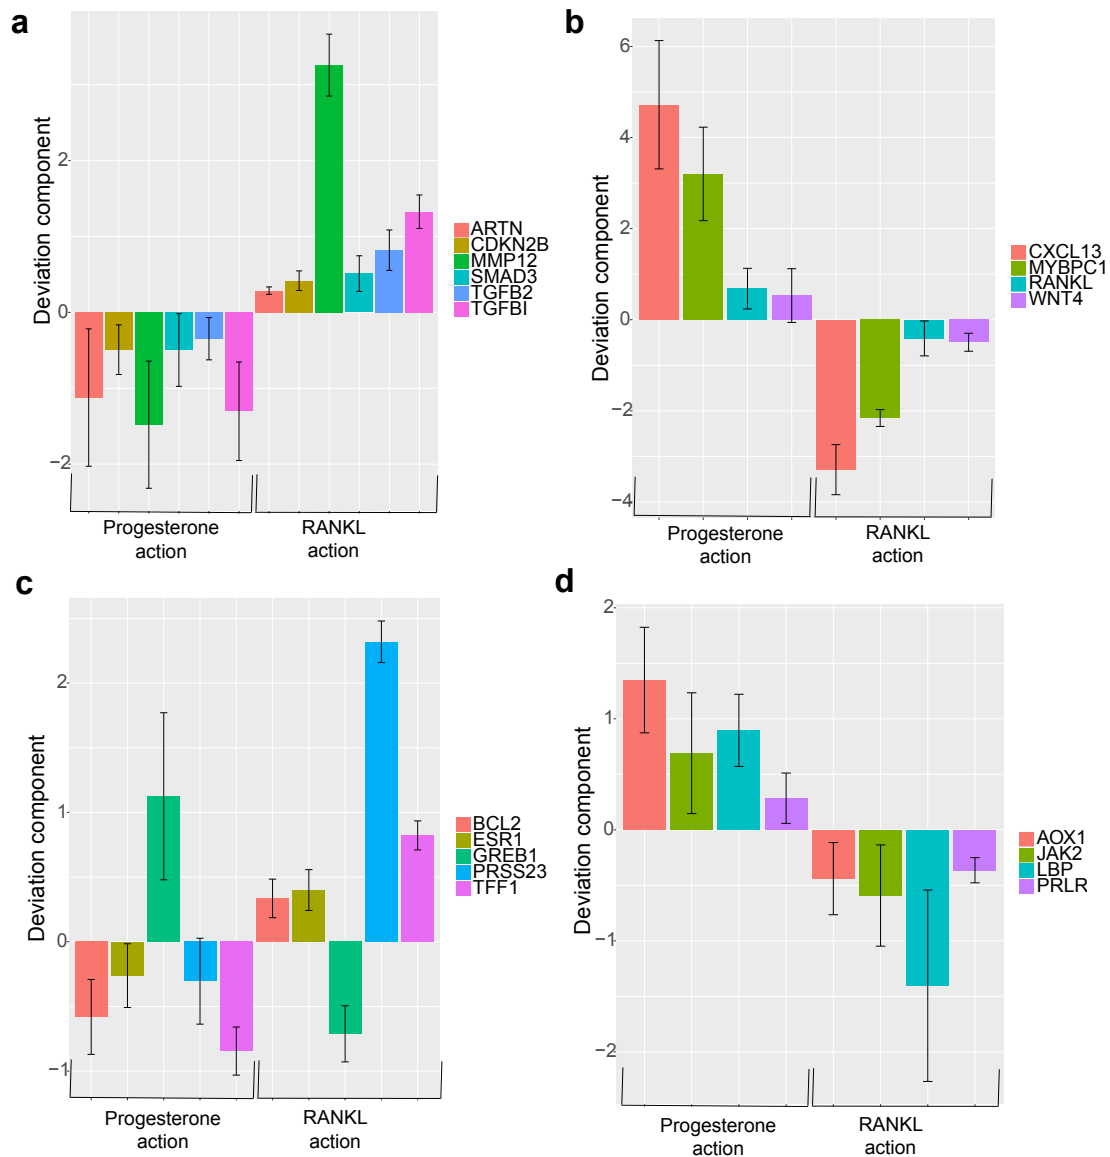 a
Deviation component
2
0
−2
Progesterone
action
RANKL
action
ARTN
CDKN2B
MMP12
SMAD3
TGFB2
TGFBI
b
Deviation component
6
4
2
0
−2
−4
Progesterone
action
RANKL
action
CXCL13
MYBPC1
RANKL
WNT4
c
Deviation component
2
1
0
−1
Progesterone
action
RANKL
action
BCL2
ESR1
GREB1
PRSS23
TFF1
d
Deviation component
2
1
0
−1
−2
Progesterone
action
RANKL
action
AOX1
JAK2
LBP
PRLR